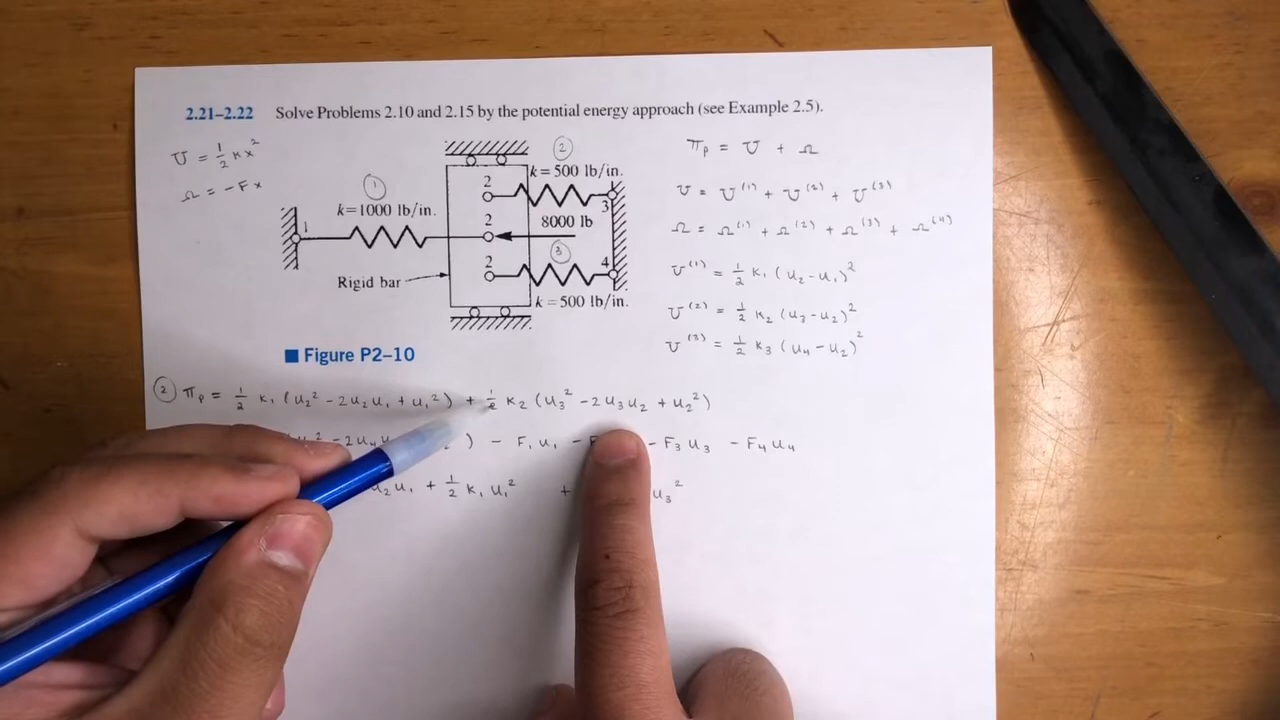 2.21–2.22 Solve Problems 2.10 and 2.15 by the potential energy approach (see Example 2.5).
U = 1/2 kx²
Ω = -Fx
①
k=1000 lb/in.
1
②
k = 500 lb/in.
2
3
2
8000 lb
③
2
4
k = 500 lb/in.
Rigid bar
■ Figure P2–10
πp = U + Ω
U = U⁽¹⁾ + U⁽²⁾ + U⁽³⁾
Ω = Ω⁽¹⁾ + Ω⁽²⁾ + Ω⁽³⁾ + Ω⁽⁴⁾
U⁽¹⁾ = 1/2 k₁ (u₂-u₁)²
U⁽²⁾ = 1/2 k₂ (u₃-u₂)²
U⁽³⁾ = 1/2 k₃ (u₄-u₂)²
② πp = 1/2 k₁ (u₂² - 2u₂u₁ + u₁²) + 1/2 k₂ (u₃² - 2u₃u₂ + u₂²)
) - F₁u₁ - F - F₃u₃ - F₄u₄
u₂u₁ + 1/2 k₁u₁² + u₃²